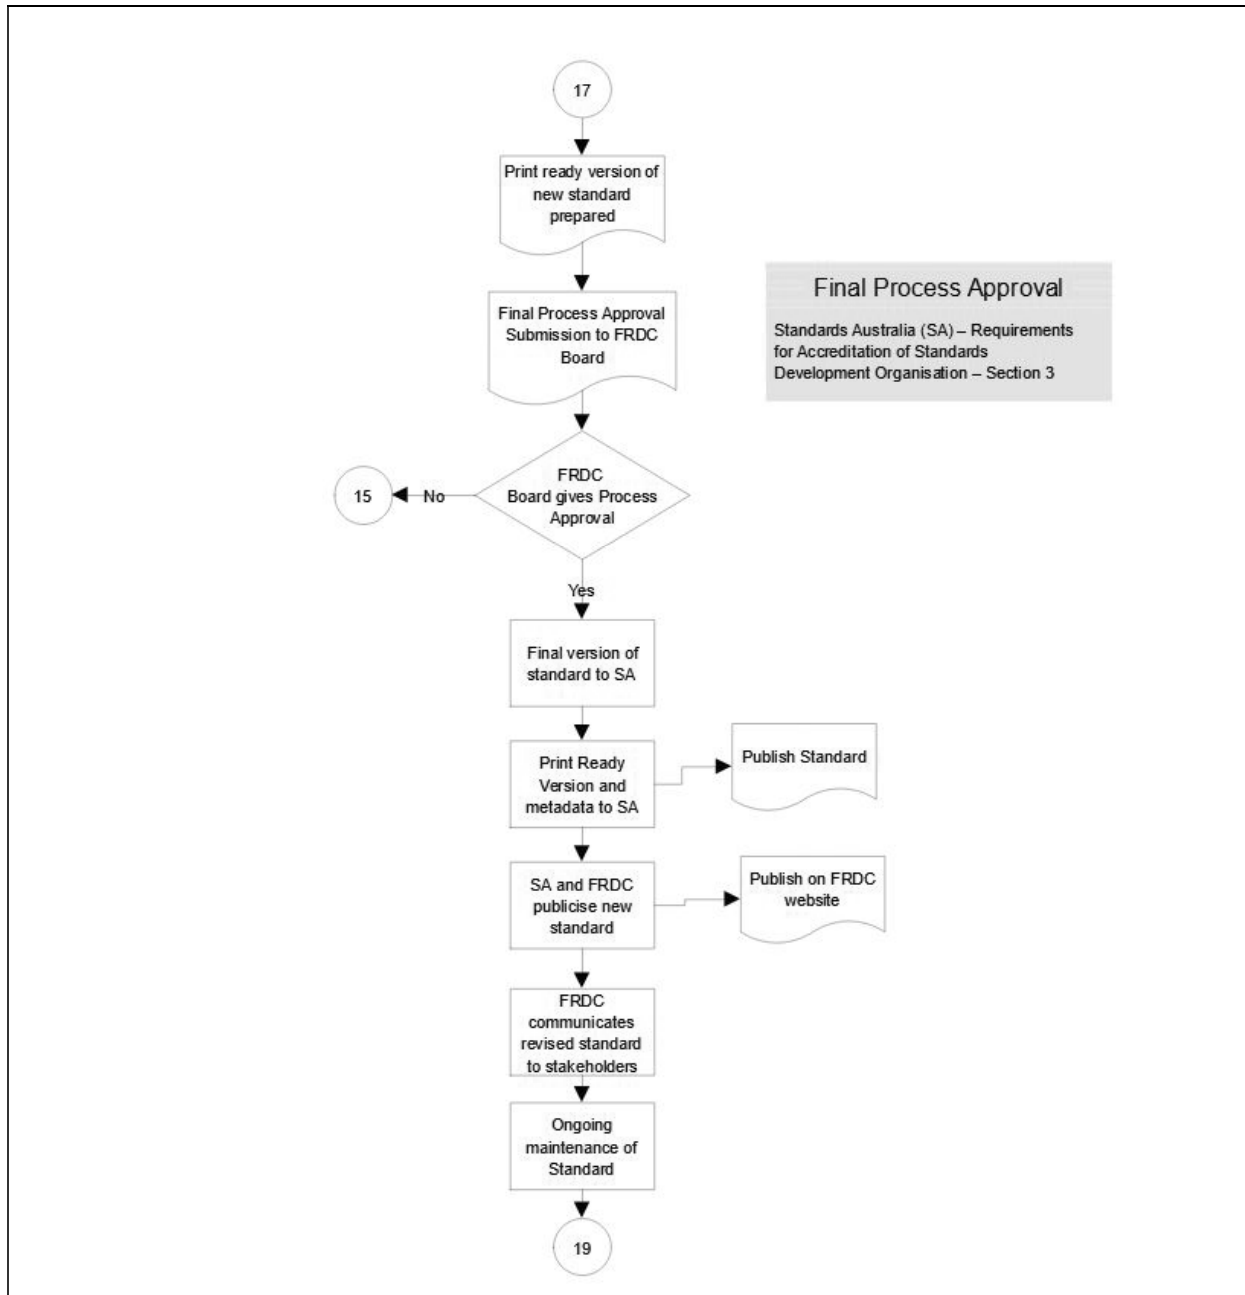 17
Print ready version of
new standard
prepared
Final Process Approval
Submission to FRDC
Board
Final Process Approval
Standards Australia (SA) – Requirements
for Accreditation of Standards
Development Organisation – Section 3
FRDC
Board gives Process
Approval
No
15
Yes
Final version of
standard to SA
Print Ready
Version and
metadata to SA
Publish Standard
SA and FRDC
publicise new
standard
Publish on FRDC
website
FRDC
communicates
revised standard
to stakeholders
Ongoing
maintenance of
Standard
19